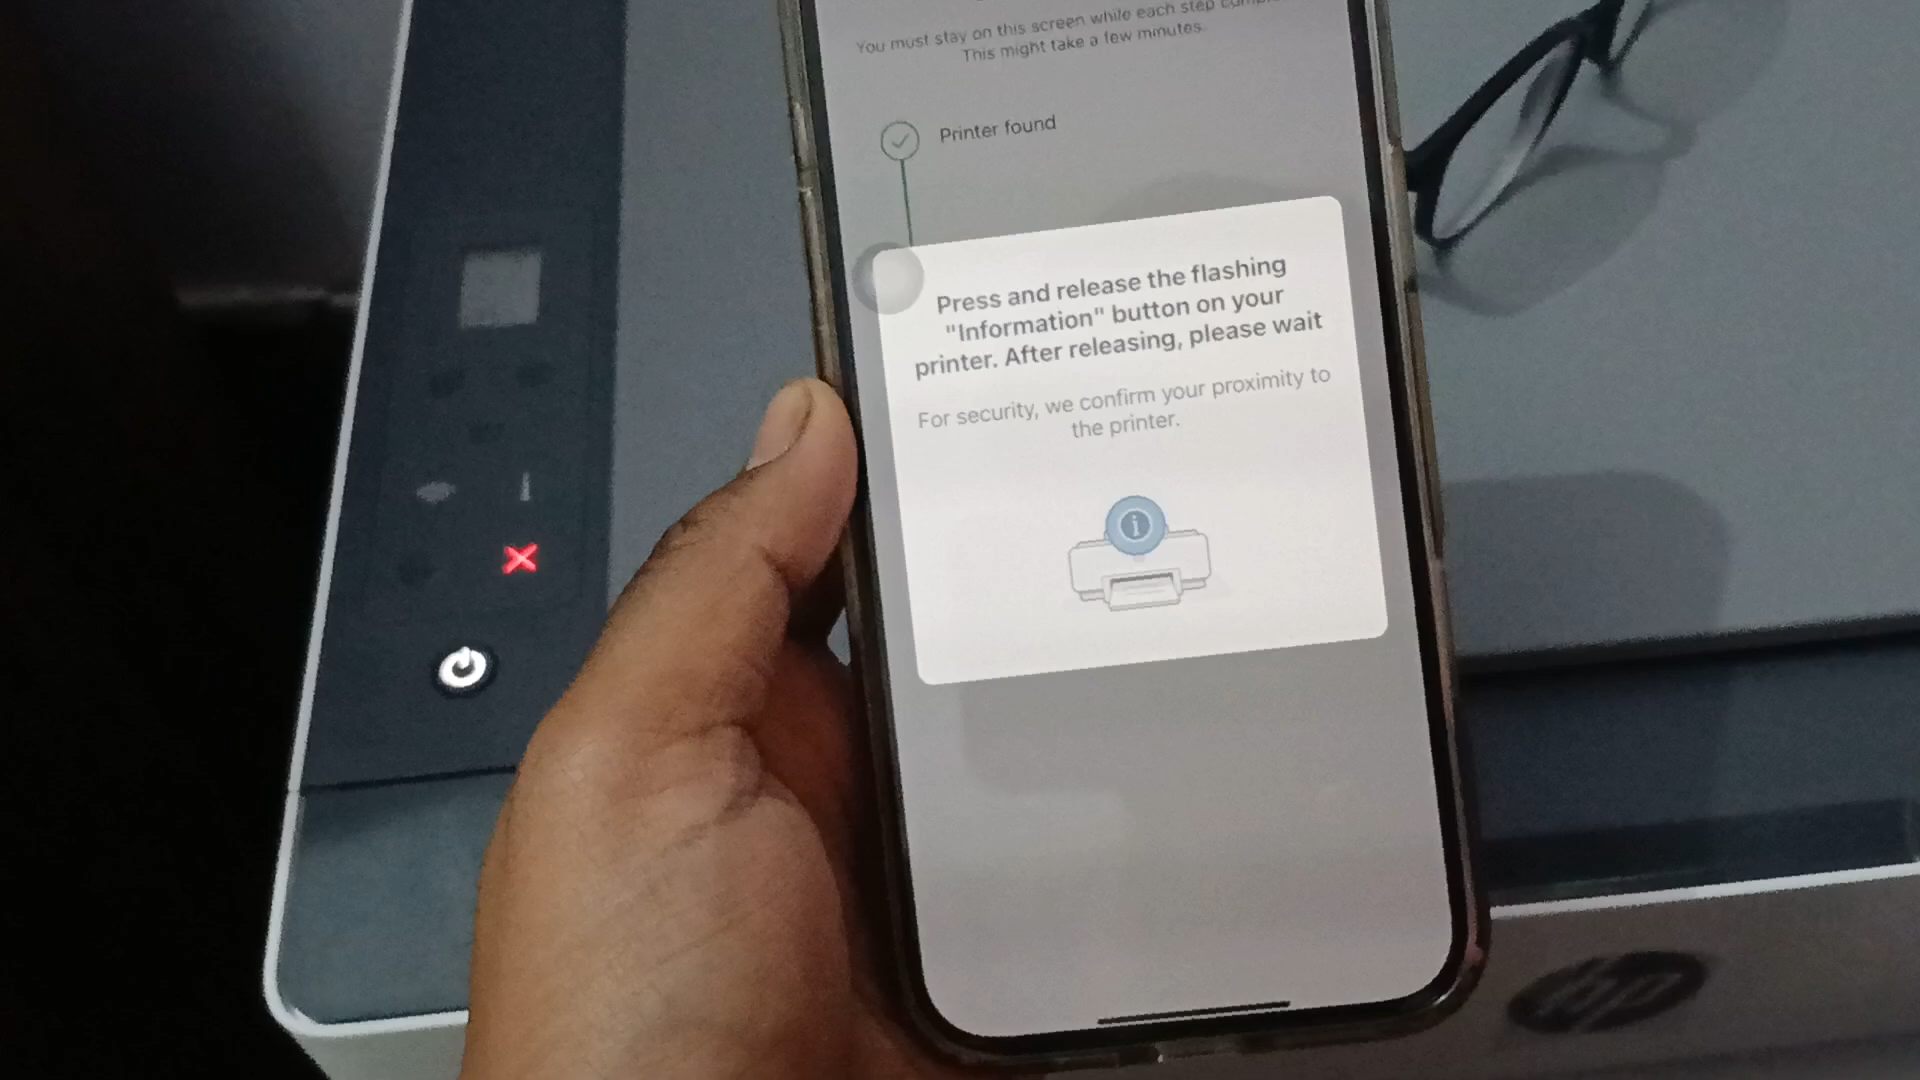 You must stay on this screen while each step
This might take a few minutes.
Printer found
Press and release the flashing
"Information" button on your
printer. After releasing, please wait
For security, we confirm your proximity to
the printer.
i
hp